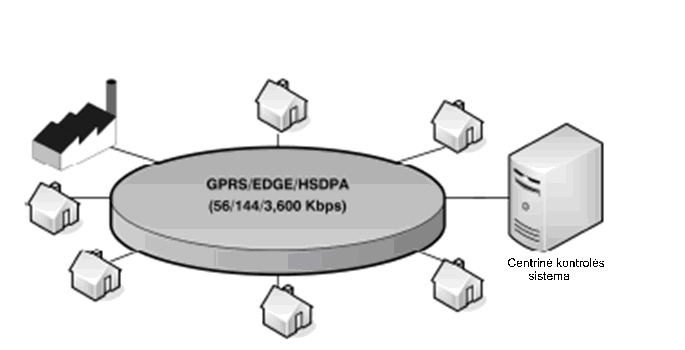 GPRS/EDGE/HSDPA
(56/144/3,600 Kbps)
Centrinė kontrolės
sistema